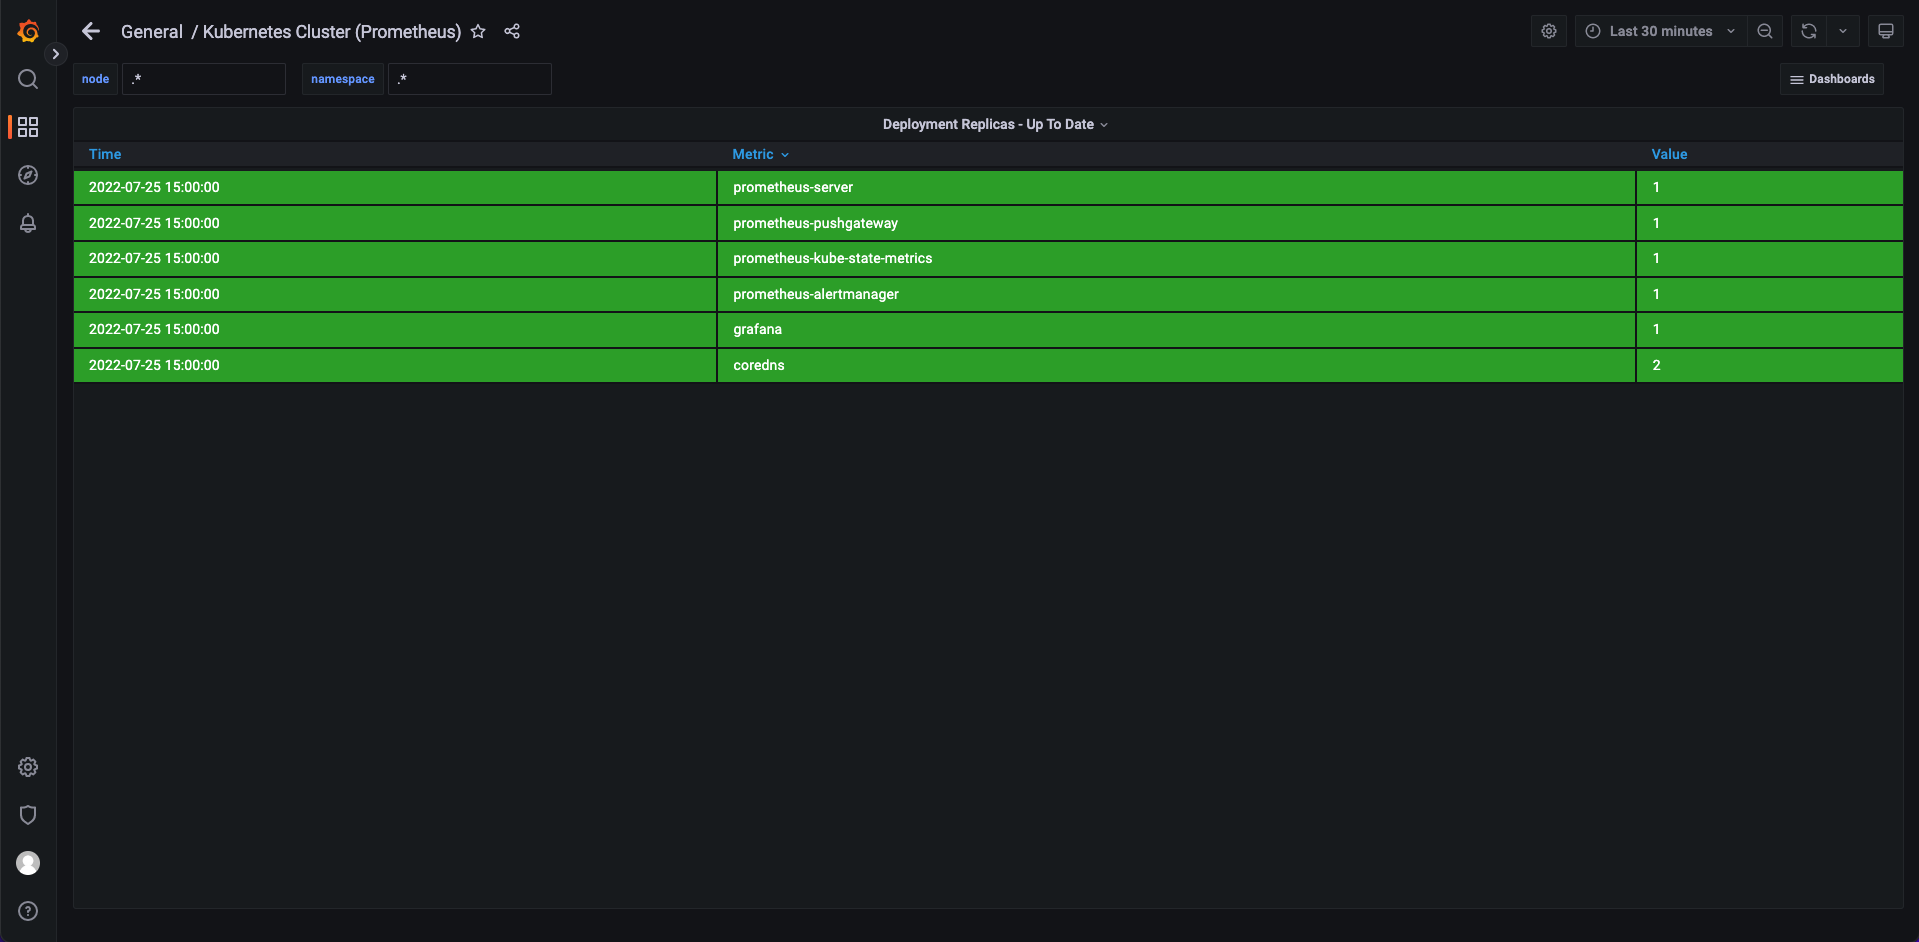 General / Kubernetes Cluster (Prometheus)
Last 30 minutes
node .* namespace .*
Dashboards
Deployment Replicas - Up To Date
Time Metric Value
2022-07-25 15:00:00 prometheus-server 1
2022-07-25 15:00:00 prometheus-pushgateway 1
2022-07-25 15:00:00 prometheus-kube-state-metrics 1
2022-07-25 15:00:00 prometheus-alertmanager 1
2022-07-25 15:00:00 grafana 1
2022-07-25 15:00:00 coredns 2